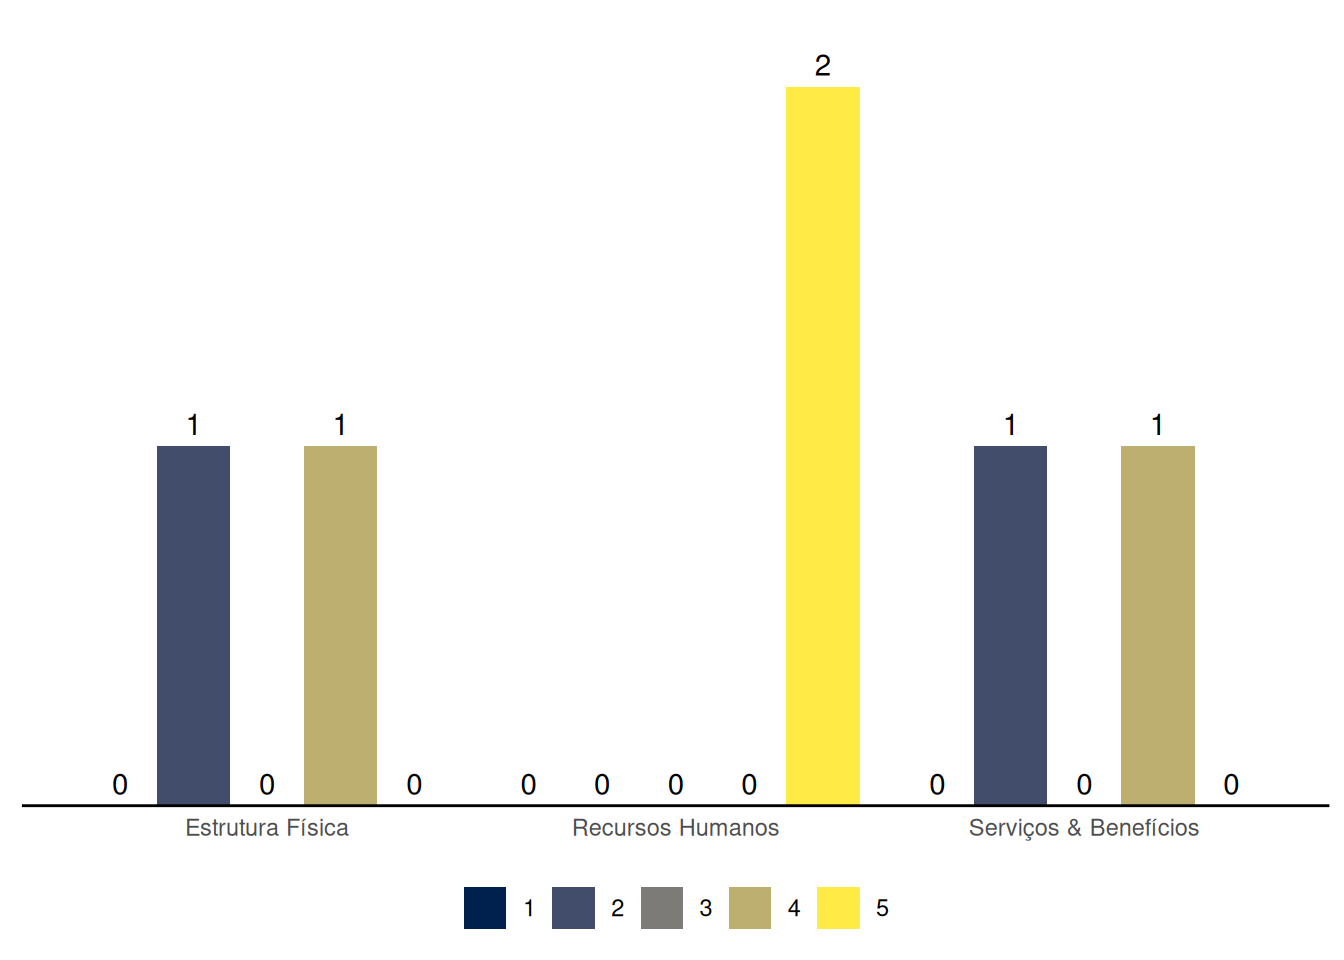 2
1 1 1 1
0 0 0 0 0 0 0 0 0 0
Estrutura Física Recursos Humanos Serviços & Benefícios
1 2 3 4 5